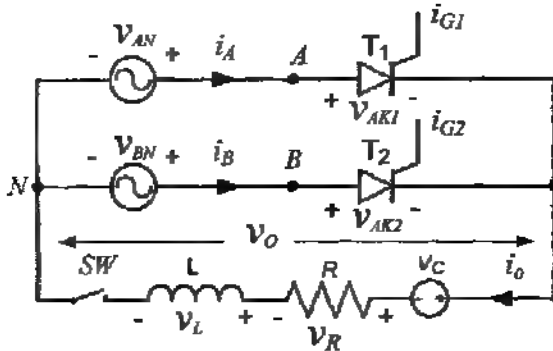 v_AN T_1 i_G1
- + i_A A
+ v_AK1 -
v_BN T_2 i_G2
N - + i_B B
+ v_AK2 -
v_O
SW L R v_C i_o
- v_L + - v_R +